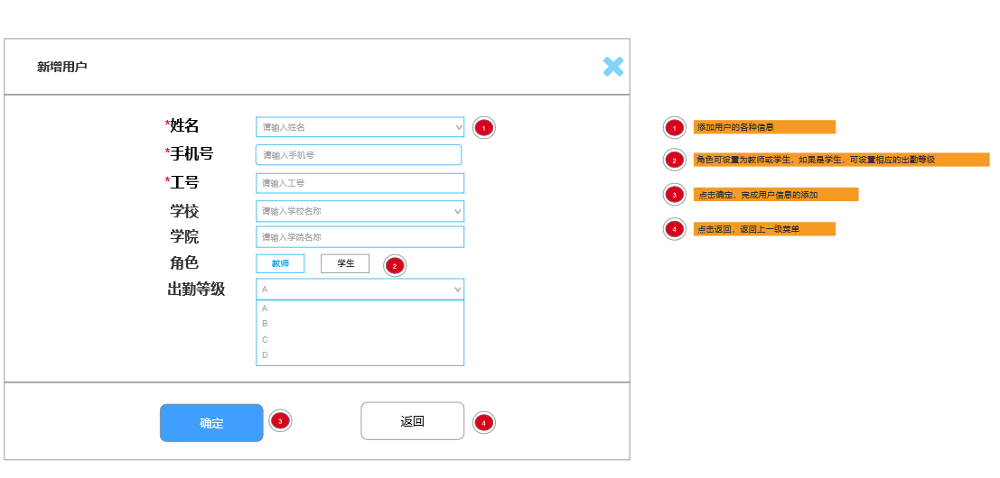 新增用户
*姓名
请输入姓名
1
*手机号
请输入手机号
*工号
请输入工号
学校
请输入学校名称
学院
请输入学院名称
角色
教师
学生
2
出勤等级
A
A
B
C
D
确定
3
返回
4
1
添加用户的各种信息
2
角色可设置为教师或学生，如果是学生，可设置相应的出勤等级
3
点击确定，完成用户信息的添加
4
点击返回，返回上一级菜单